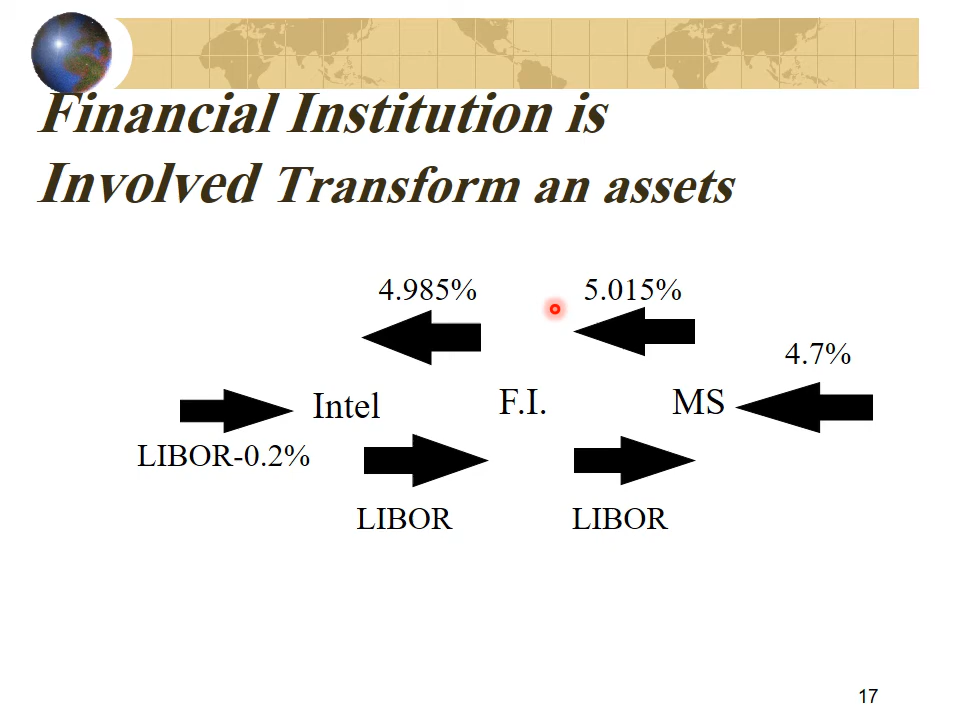 Financial Institution is
Involved Transform an assets
4.985%
5.015%
4.7%
Intel
F.I.
MS
LIBOR-0.2%
LIBOR
LIBOR
17